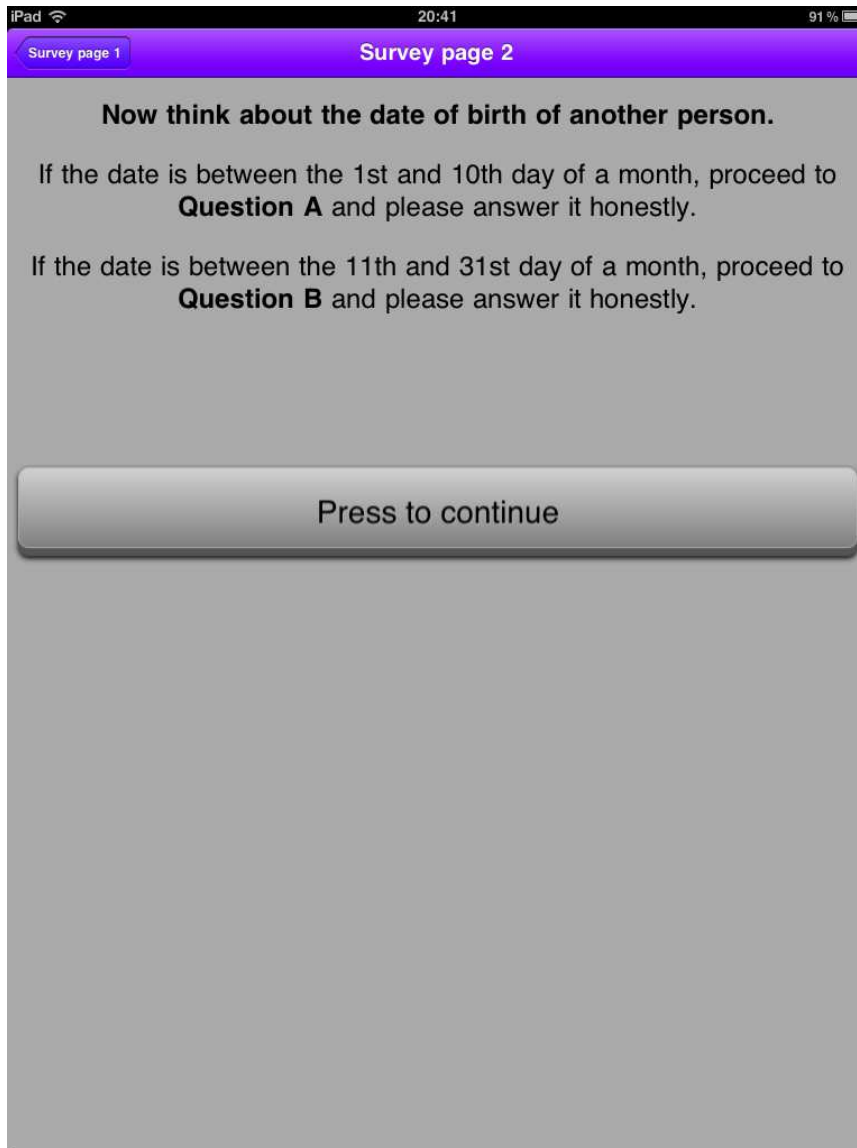 iPad 20:41 91 %
Survey page 1 Survey page 2
Now think about the date of birth of another person.
If the date is between the 1st and 10th day of a month, proceed to
Question A and please answer it honestly.
If the date is between the 11th and 31st day of a month, proceed to
Question B and please answer it honestly.
Press to continue